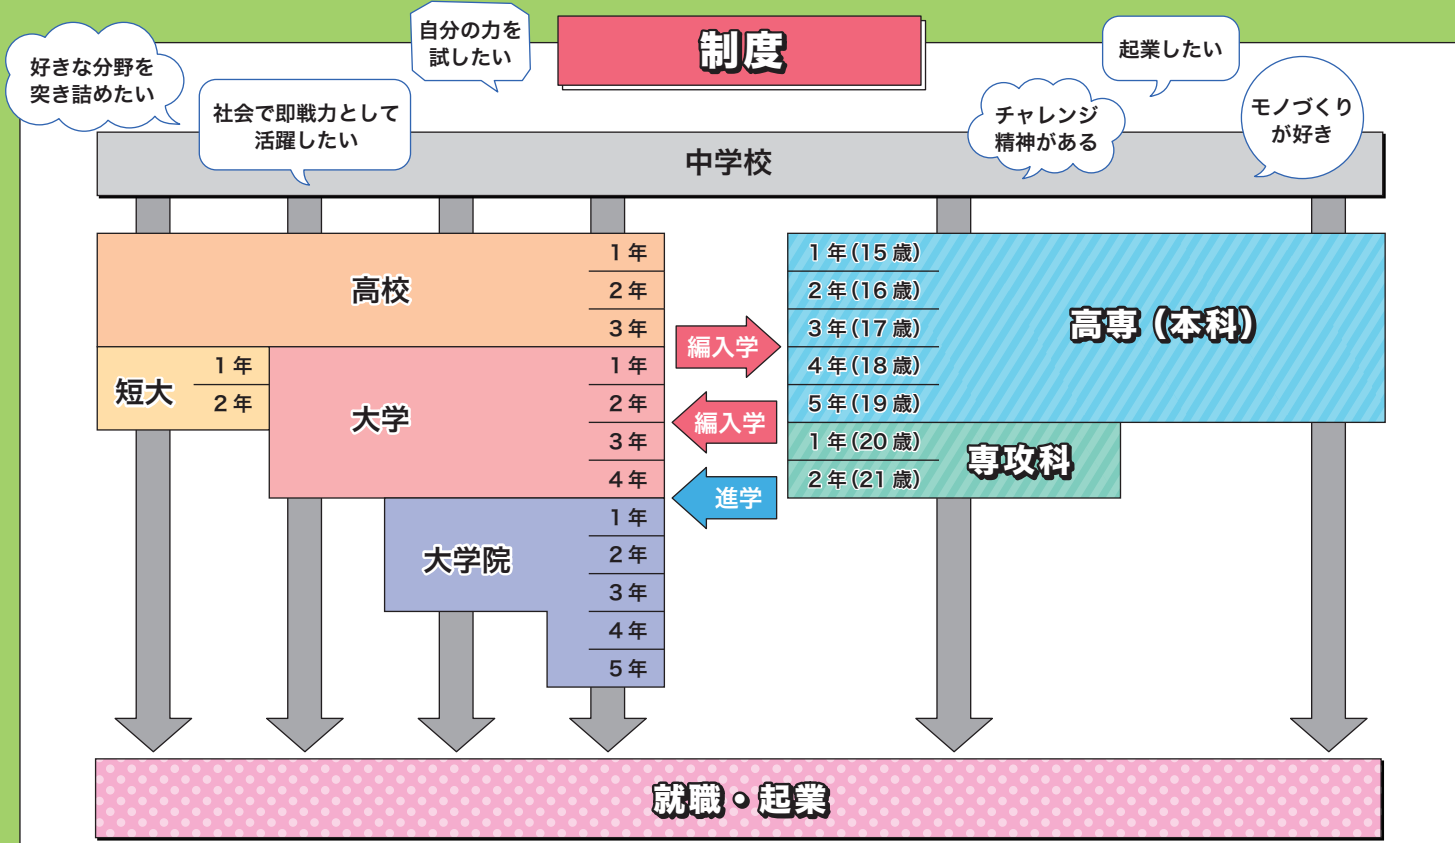 制度
自分の力を
試したい
起業したい
好きな分野を
突き詰めたい
社会で即戦力として
活躍したい
チャレンジ
精神がある
モノづくり
が好き
中学校
高校
1年
2年
3年
短大
1年
2年
大学
1年
2年
3年
4年
大学院
1年
2年
3年
4年
5年
編入学
編入学
進学
1年(15歳)
2年(16歳)
3年(17歳)
4年(18歳)
5年(19歳)
高専(本科)
1年(20歳)
2年(21歳)
専攻科
就職・起業